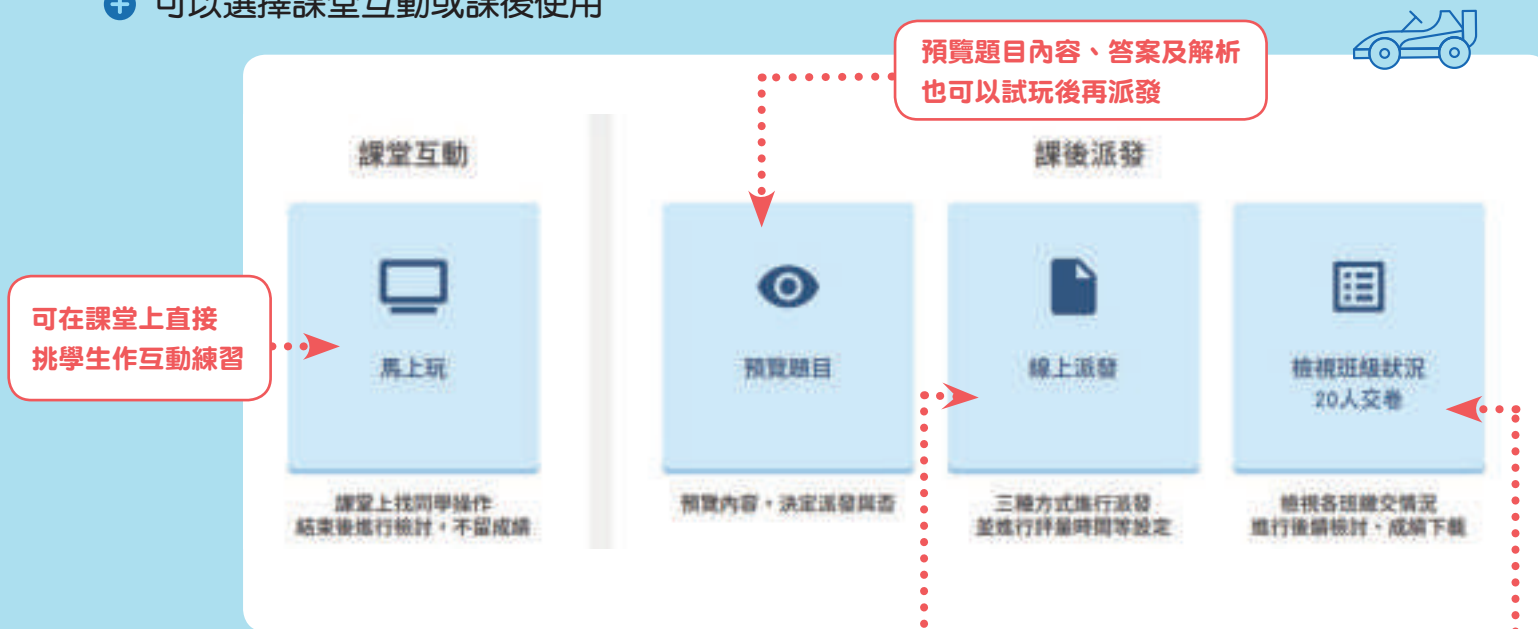 可以選擇課堂互動或課後使用
預覽題目內容、答案及解析
也可以試玩後再派發
課堂互動
課後派發
可在課堂上直接
挑學生作互動練習
馬上玩
預覽題目
線上派發
檢視班級狀況
20人交卷
課堂上找同學操作
結束後進行檢討，不留成績
預覽內容，決定派發與否
三種方式進行派發
並進行評量時間等設定
檢視各班繳交情況
進行後續檢討、成績下載